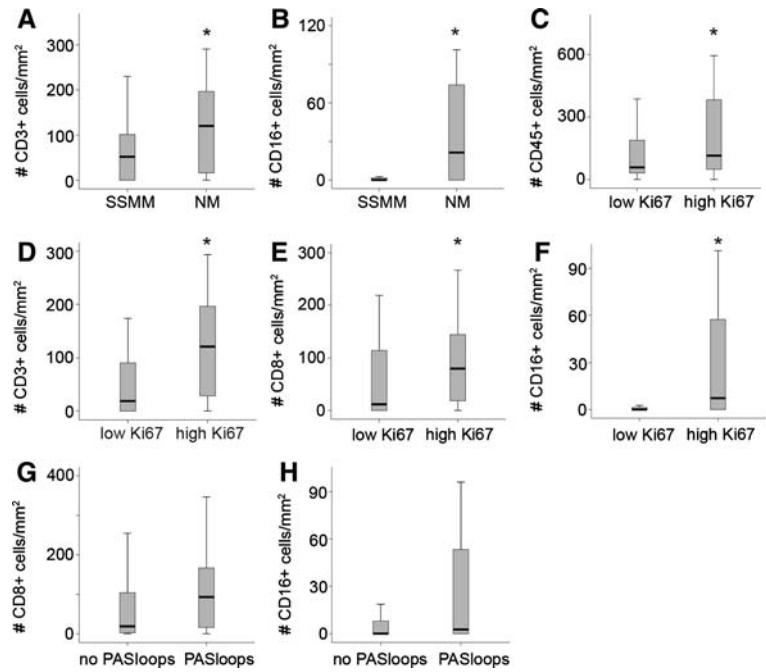 A
# CD3+ cells/mm²
300
200
100
0
*
SSMM NM
B
# CD16+ cells/mm²
120
60
0
*
SSMM NM
C
# CD45+ cells/mm²
600
300
0
*
low Ki67 high Ki67
D
# CD3+ cells/mm²
300
200
100
0
*
low Ki67 high Ki67
E
# CD8+ cells/mm²
300
200
100
0
*
low Ki67 high Ki67
F
# CD16+ cells/mm²
90
60
30
0
*
low Ki67 high Ki67
G
# CD8+ cells/mm²
400
200
0
no PASloops PASloops
H
# CD16+ cells/mm²
90
60
30
0
no PASloops PASloops